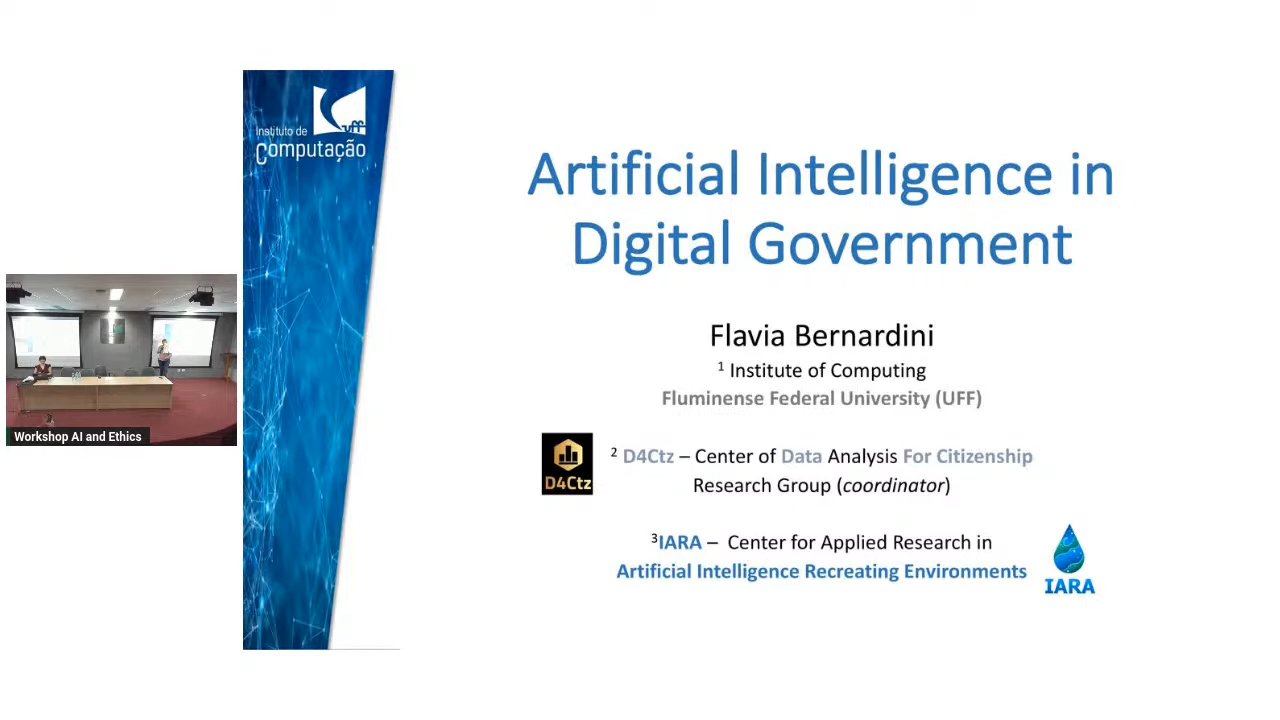 Instituto de
uff
Computação
Artificial Intelligence in
Digital Government
Flavia Bernardini
1 Institute of Computing
Fluminense Federal University (UFF)
D4Ctz
2 D4Ctz – Center of Data Analysis For Citizenship
Research Group (coordinator)
3IARA – Center for Applied Research in
Artificial Intelligence Recreating Environments
IARA
Workshop AI and Ethics